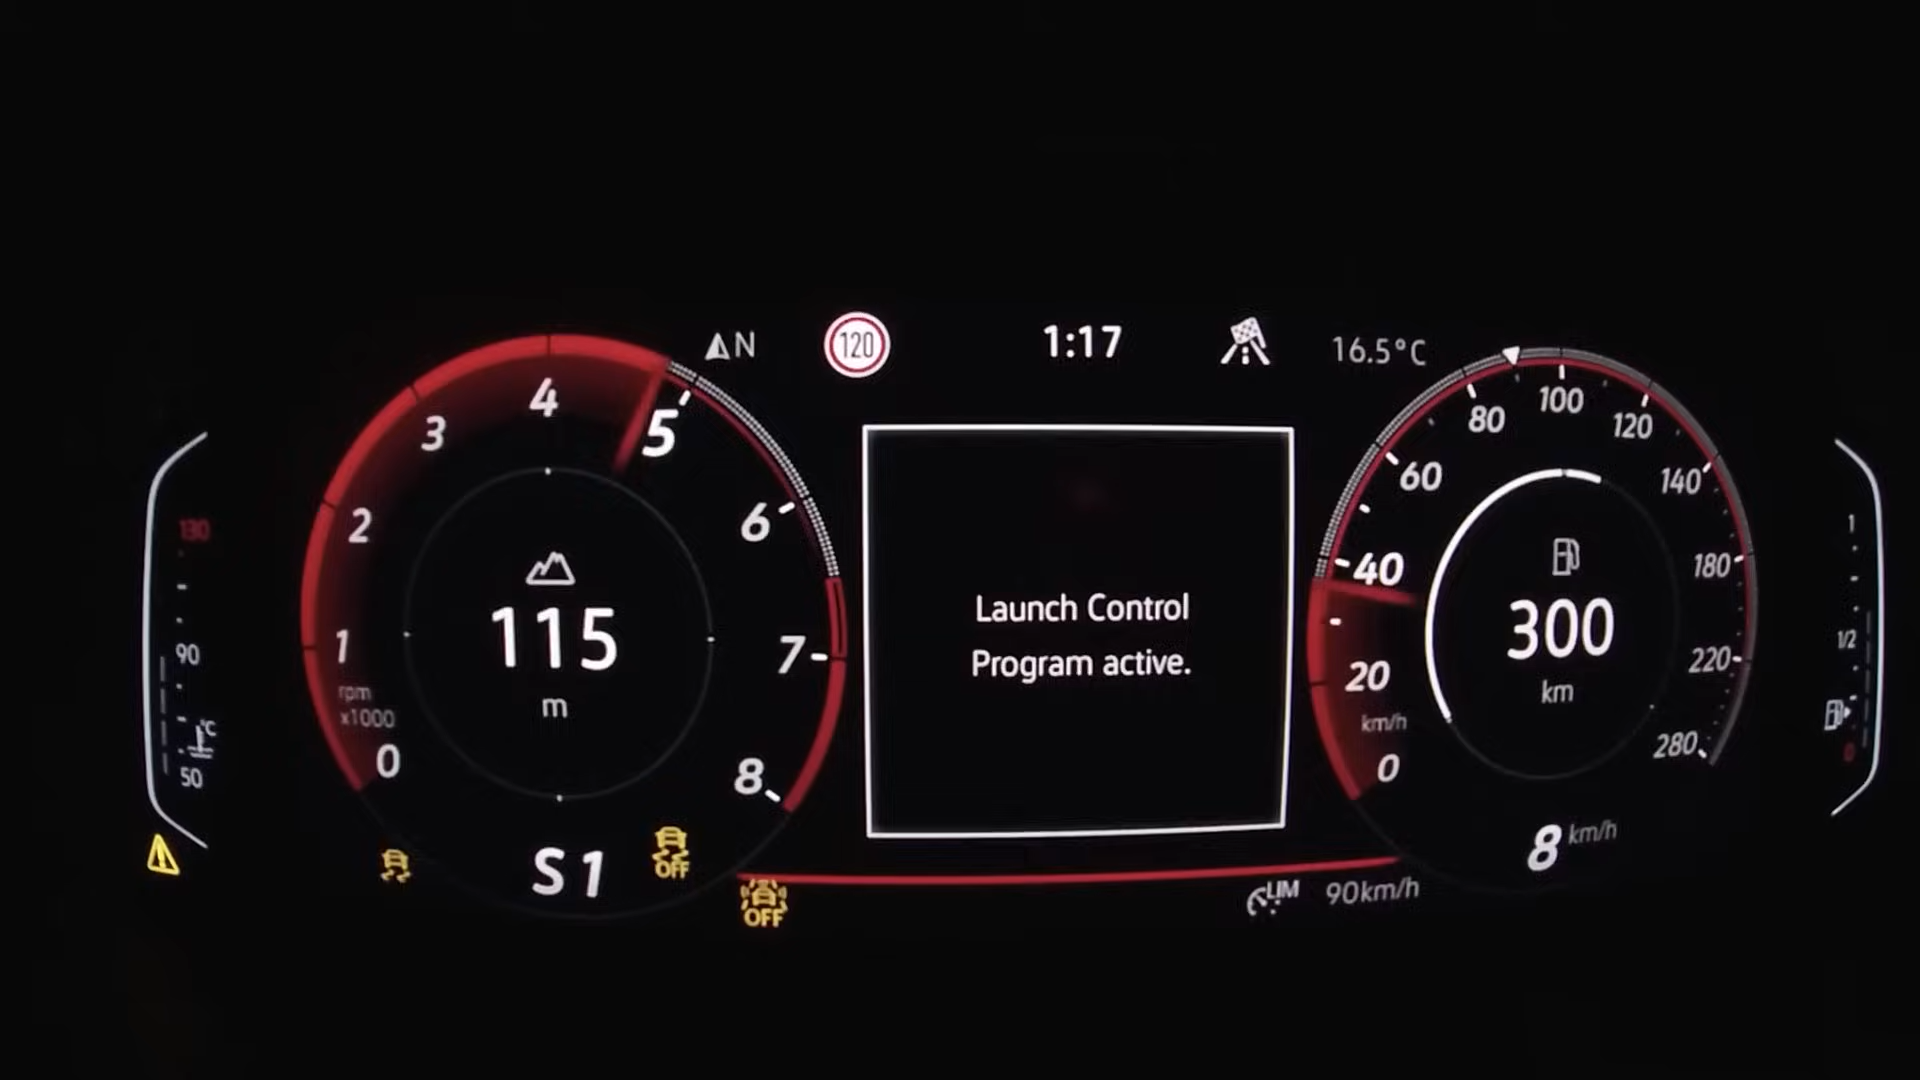 N
120
1:17
16.5°C
130
90
°C
50
0
1
2
3
4
5
6
7
8
rpm
x1000
115
m
S1
OFF
OFF
Launch Control
Program active.
0
20
40
60
80
100
120
140
180
220
280
km/h
300
km
8 km/h
LIM 90km/h
1
1/2
0